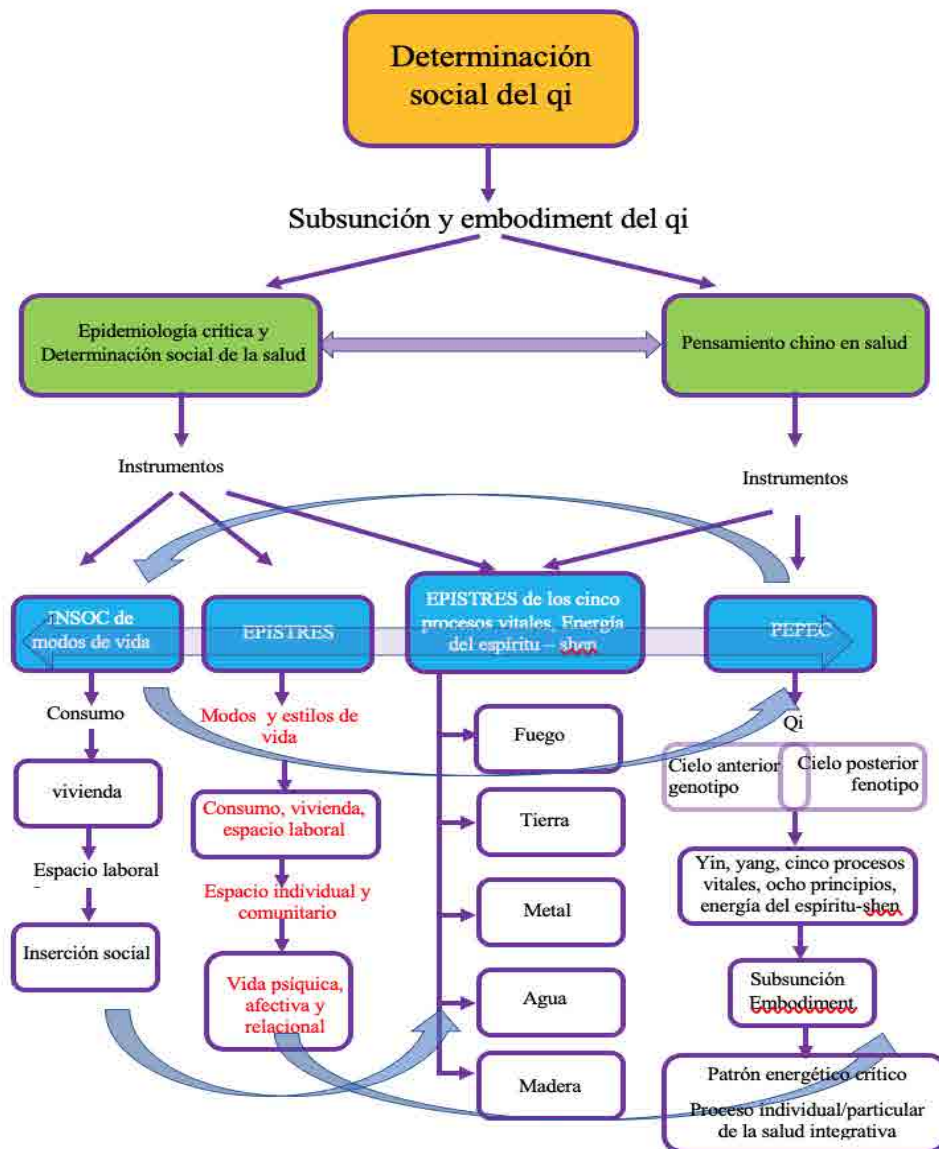 Determinación
social del qi
Subsunción y embodiment del qi
Epidemiología crítica y
Determinación social de la salud
Pensamiento chino en salud
Instrumentos
Instrumentos
INSOC de
modos de vida
EPISTRES
EPISTRES de los cinco
procesos vitales, Energía
del espíritu – shen
PEPEC
Consumo
vivienda
Espacio laboral
Inserción social
Modos y estilos de
vida
Consumo, vivienda,
espacio laboral
Espacio individual y
comunitario
Vida psíquica,
afectiva y
relacional
Fuego
Tierra
Metal
Agua
Madera
Qi
Cielo anterior
genotipo
Cielo posterior
fenotipo
Yin, yang, cinco procesos
vitales, ocho principios,
energía del espíritu-shen
Subsunción
Embodiment
Patrón energético crítico
Proceso individual/particular
de la salud integrativa